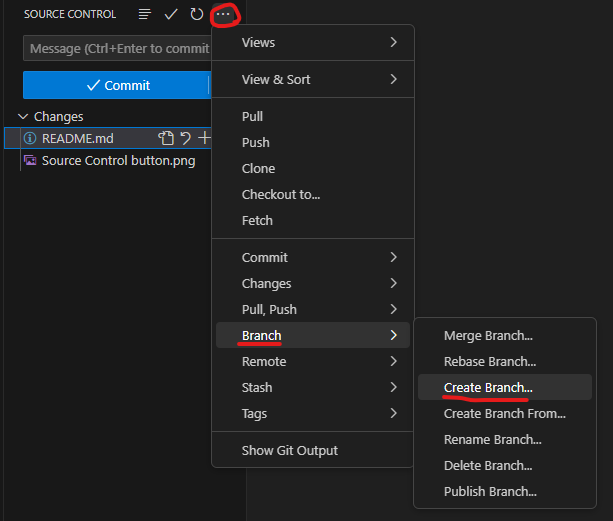 SOURCE CONTROL
Message (Ctrl+Enter to commit
Commit
Changes
README.md
Source Control button.png
Views
View & Sort
Pull
Push
Clone
Checkout to...
Fetch
Commit
Changes
Pull, Push
Branch
Remote
Stash
Tags
Show Git Output
Merge Branch...
Rebase Branch...
Create Branch...
Create Branch From...
Rename Branch...
Delete Branch...
Publish Branch...